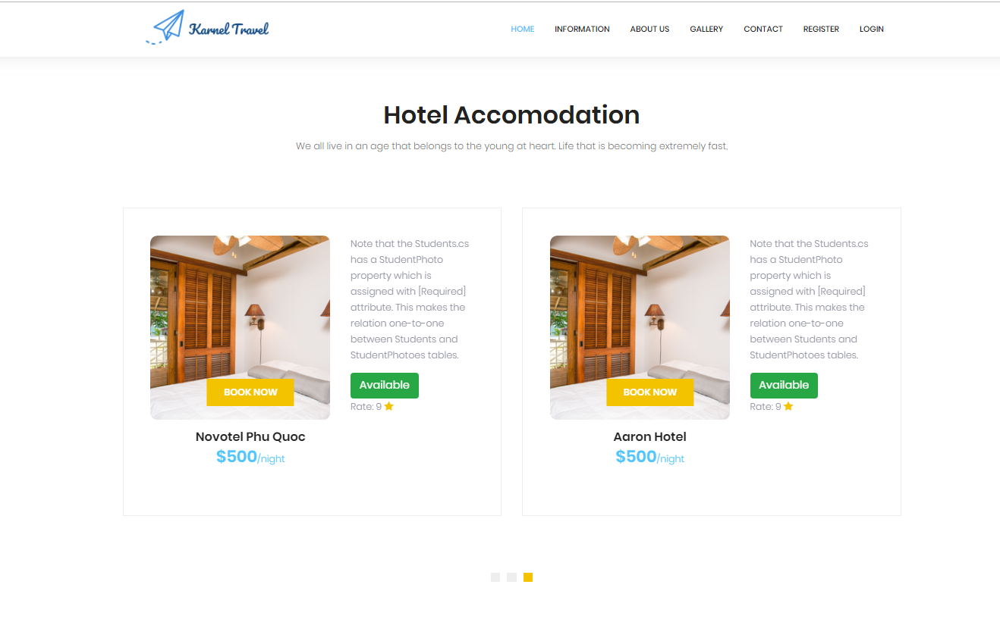 Karnel Travel
HOME INFORMATION ABOUT US GALLERY CONTACT REGISTER LOGIN
Hotel Accomodation
We all live in an age that belongs to the young at heart. Life that is becoming extremely fast,
Note that the Students.cs
has a StudentPhoto
property which is
assigned with [Required]
attribute. This makes the
relation one-to-one
between Students and
StudentPhotoes tables.
Available
Rate: 9
BOOK NOW
Novotel Phu Quoc
$500/night
Note that the Students.cs
has a StudentPhoto
property which is
assigned with [Required]
attribute. This makes the
relation one-to-one
between Students and
StudentPhotoes tables.
Available
Rate: 9
BOOK NOW
Aaron Hotel
$500/night